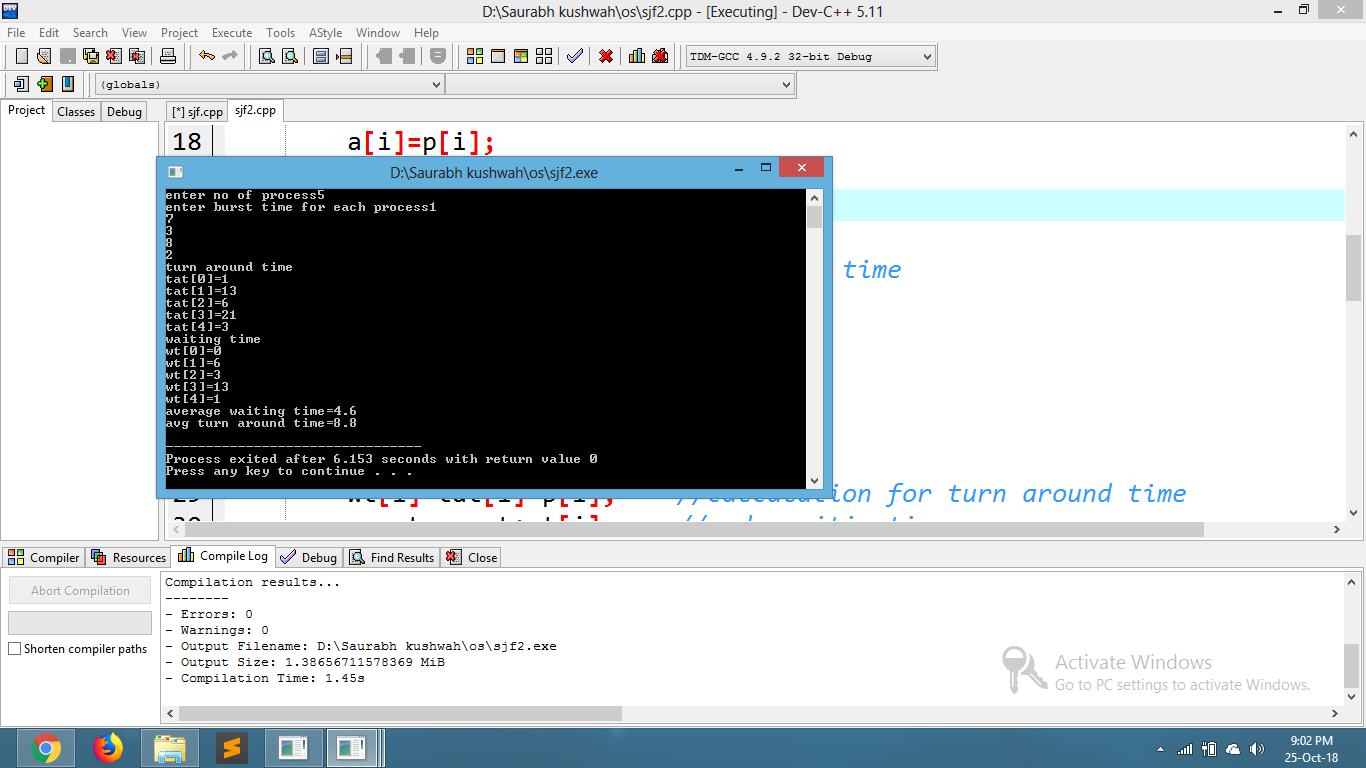 D:\Saurabh kushwah\os\sjf2.cpp - [Executing] - Dev-C++ 5.11
File Edit Search View Project Execute Tools AStyle Window Help
TDM-GCC 4.9.2 32-bit Debug
(globals)
Project Classes Debug
[*] sjf.cpp sjf2.cpp
18 a[i]=p[i];
D:\Saurabh kushwah\os\sjf2.exe
enter no of process5
enter burst time for each process1
7
3
8
2
turn around time
tat[0]=1
tat[1]=13
tat[2]=6
tat[3]=21
tat[4]=3
waiting time
wt[0]=0
wt[1]=6
wt[2]=3
wt[3]=13
wt[4]=1
average waiting time=4.6
avg turn around time=8.8
--------------------------------
Process exited after 6.153 seconds with return value 0
Press any key to continue . . .
time
for turn around time
Compiler Resources Compile Log Debug Find Results Close
Abort Compilation
Shorten compiler paths
Compilation results...
--------
- Errors: 0
- Warnings: 0
- Output Filename: D:\Saurabh kushwah\os\sjf2.exe
- Output Size: 1.38656711578369 MiB
- Compilation Time: 1.45s
Activate Windows
Go to PC settings to activate Windows.
9:02 PM
25-Oct-18